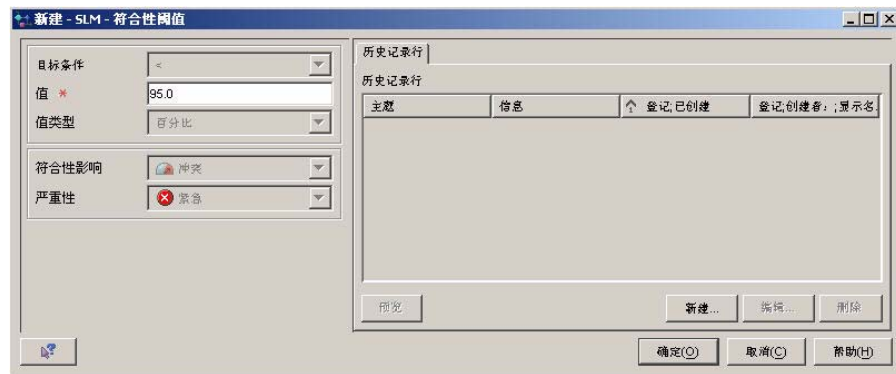 新建 - SLM - 符合性阈值
目标条件 <
值 * 95.0
值类型 百分比
符合性影响 冲突
严重性 紧急
历史记录行
历史记录行
主题 信息 1 登记;已创建 登记;创建者：;显示名.
预览 新建... 编辑... 删除
确定(O) 取消(C) 帮助(H)